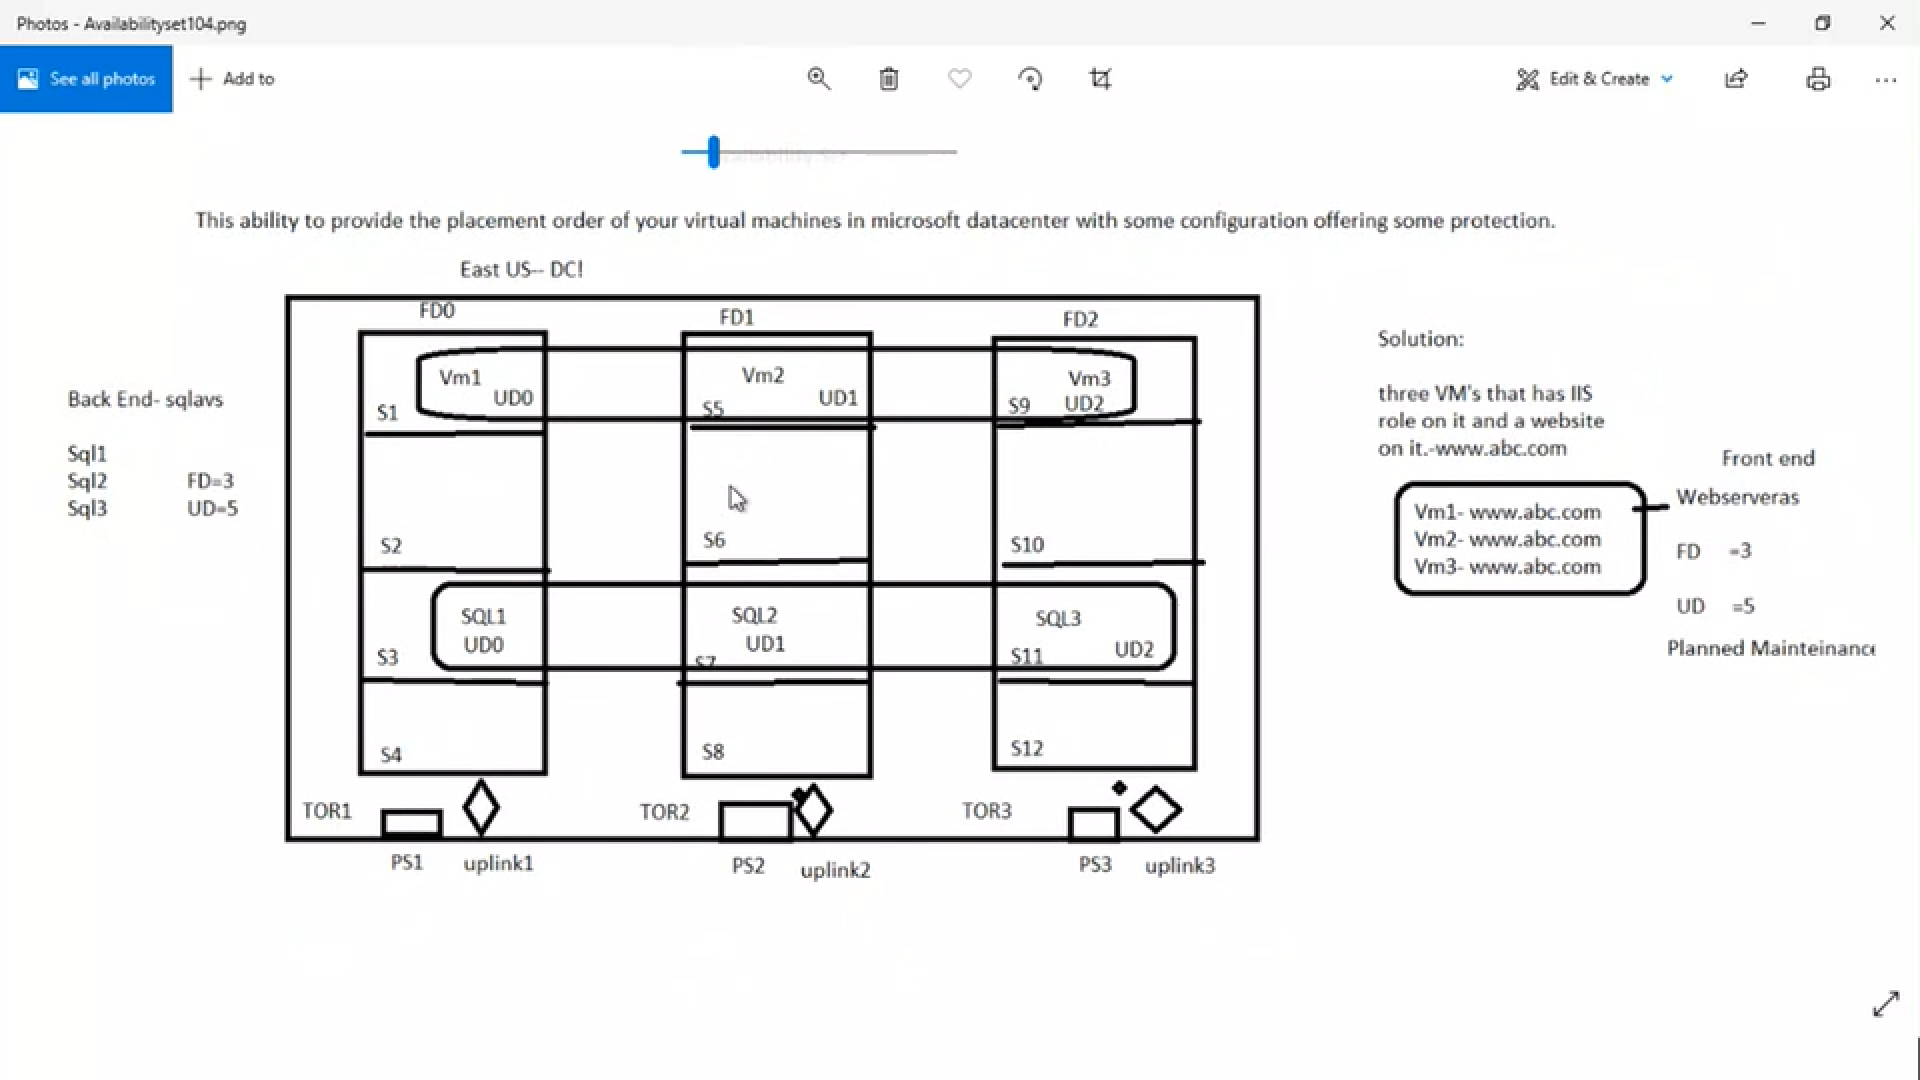 Photos - Availabilityset104.png
See all photos
Add to
Edit & Create
This ability to provide the placement order of your virtual machines in microsoft datacenter with some configuration offering some protection.
East US-- DC!
FD0
FD1
FD2
Vm1
UD0
S1
Vm2
UD1
S5
Vm3
UD2
S9
S2
S6
S10
SQL1
UD0
S3
SQL2
UD1
S7
SQL3
UD2
S11
S4
S8
S12
TOR1
TOR2
TOR3
PS1
uplink1
PS2
uplink2
PS3
uplink3
Back End- sqlavs
Sql1
Sql2 FD=3
Sql3 UD=5
Solution:
three VM's that has IIS
role on it and a website
on it.-www.abc.com
Front end
Webserveras
Vm1- www.abc.com
Vm2- www.abc.com
Vm3- www.abc.com
FD =3
UD =5
Planned Mainteinance